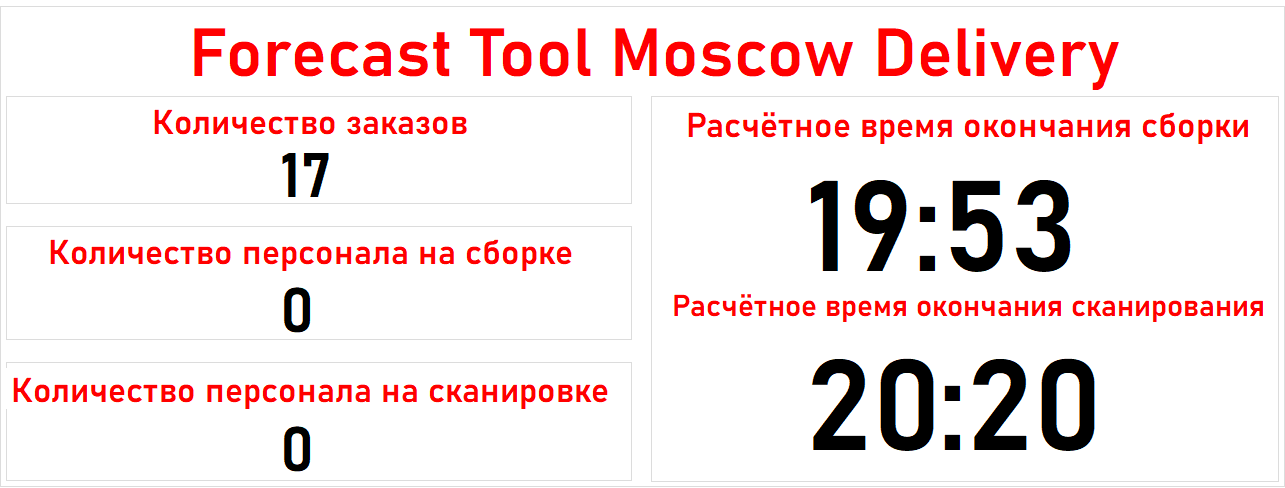 Forecast Tool Moscow Delivery
Количество заказов
17
Количество персонала на сборке
0
Количество персонала на сканировке
0
Расчётное время окончания сборки
19:53
Расчётное время окончания сканирования
20:20